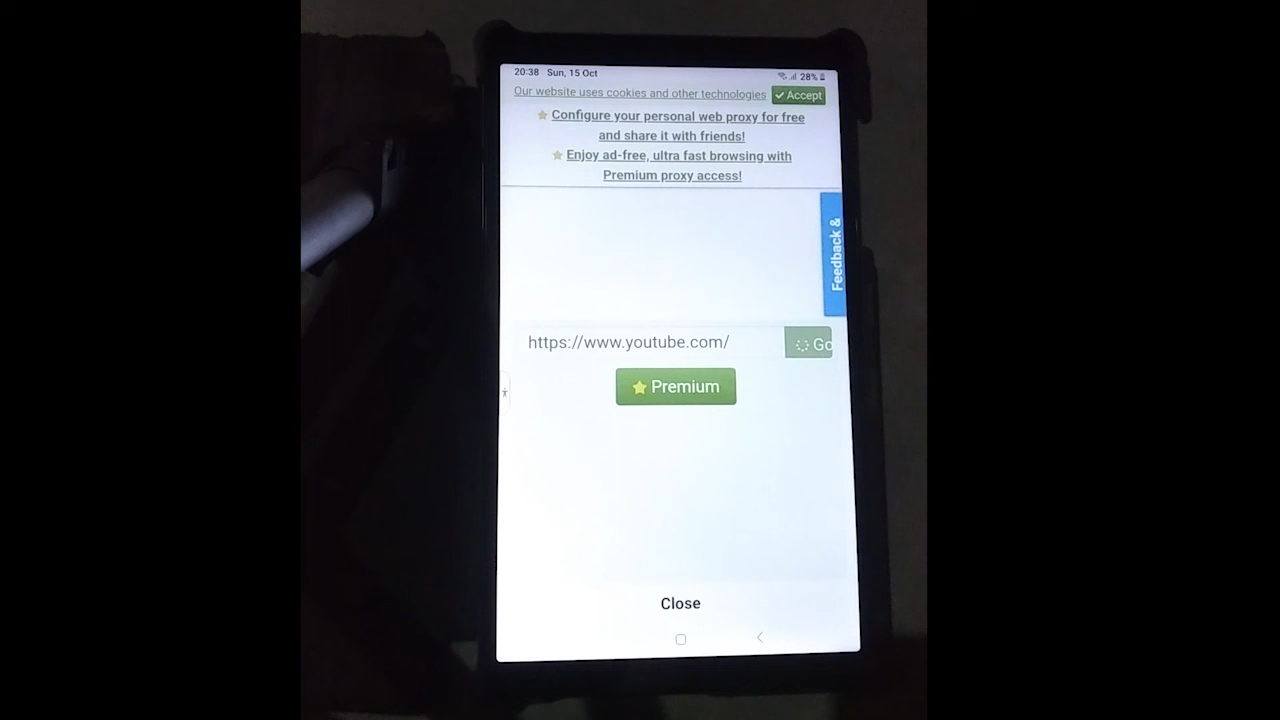 20:38 Sun, 15 Oct 28%
Our website uses cookies and other technologies Accept
Configure your personal web proxy for free
and share it with friends!
Enjoy ad-free, ultra fast browsing with
Premium proxy access!
Feedback &
https://www.youtube.com/ Go
Premium
Close